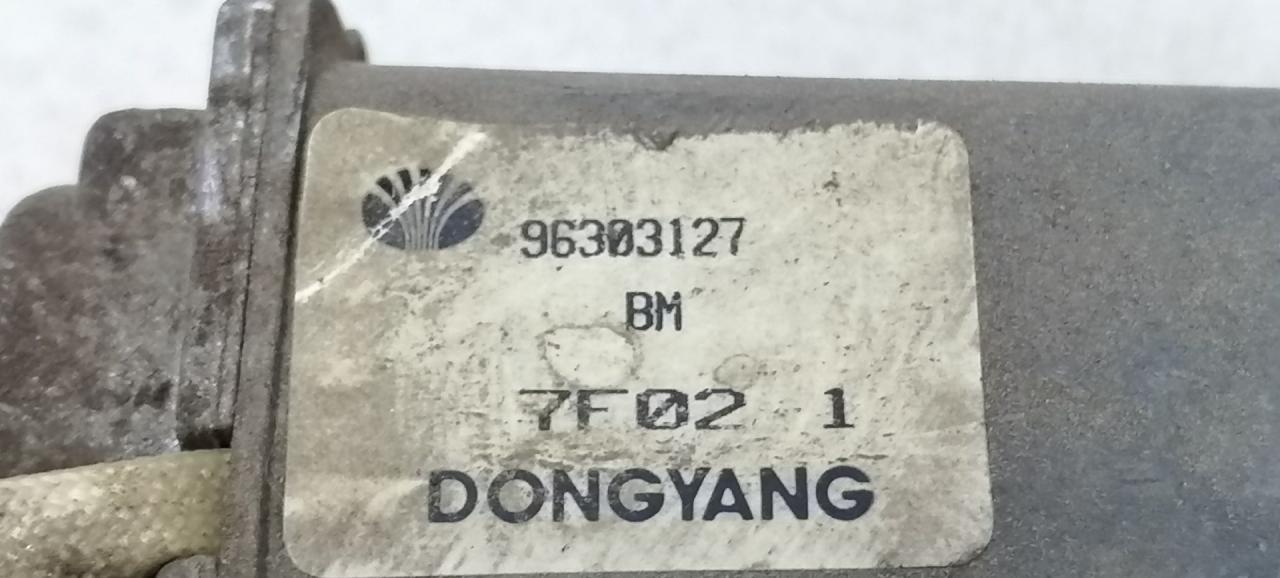 96303127
BM
7F02 1
DONGYANG